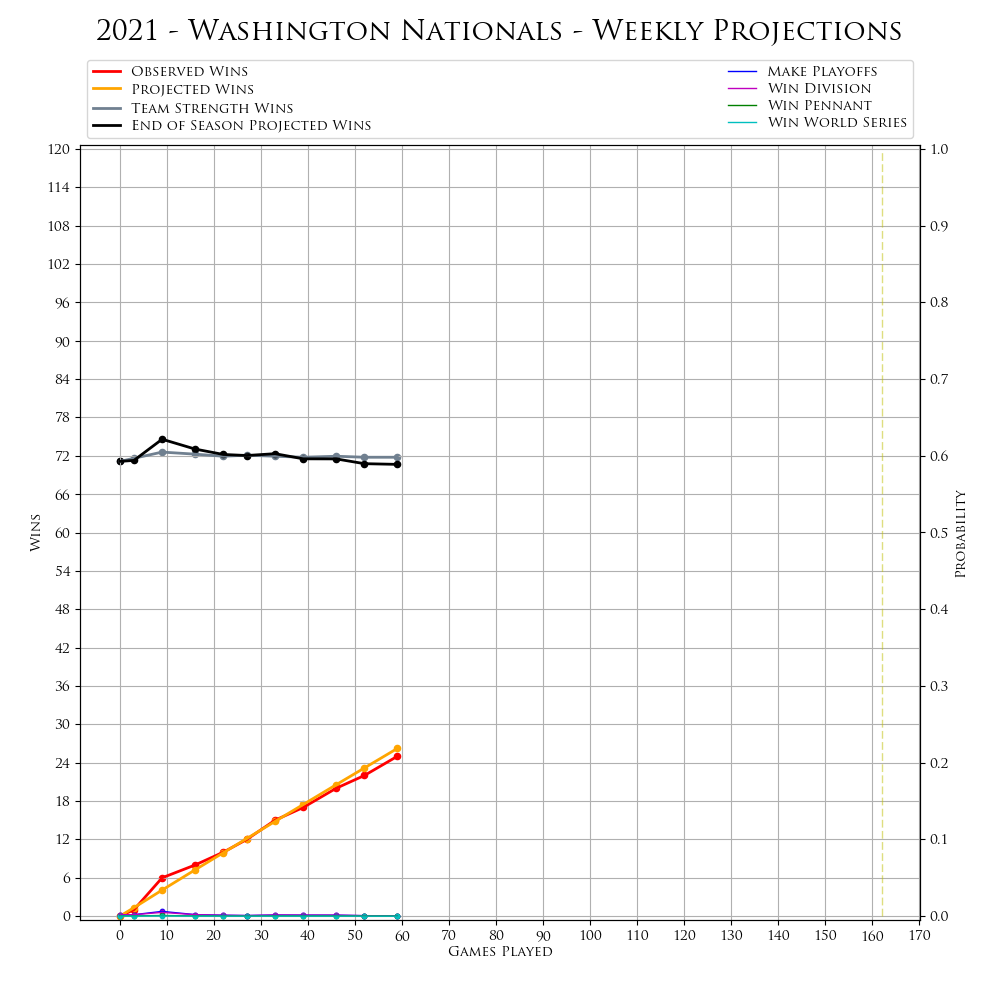 2021 - Washington Nationals - Weekly Projections
Observed Wins
Projected Wins
Team Strength Wins
End of Season Projected Wins
Make Playoffs
Win Division
Win Pennant
Win World Series
120
114
108
102
96
90
84
78
72
66
60
54
48
42
36
30
24
18
12
6
0
Wins
1.0
0.9
0.8
0.7
0.6
0.5
0.4
0.3
0.2
0.1
0.0
Probability
0 10 20 30 40 50 60 70 80 90 100 110 120 130 140 150 160 170
Games Played